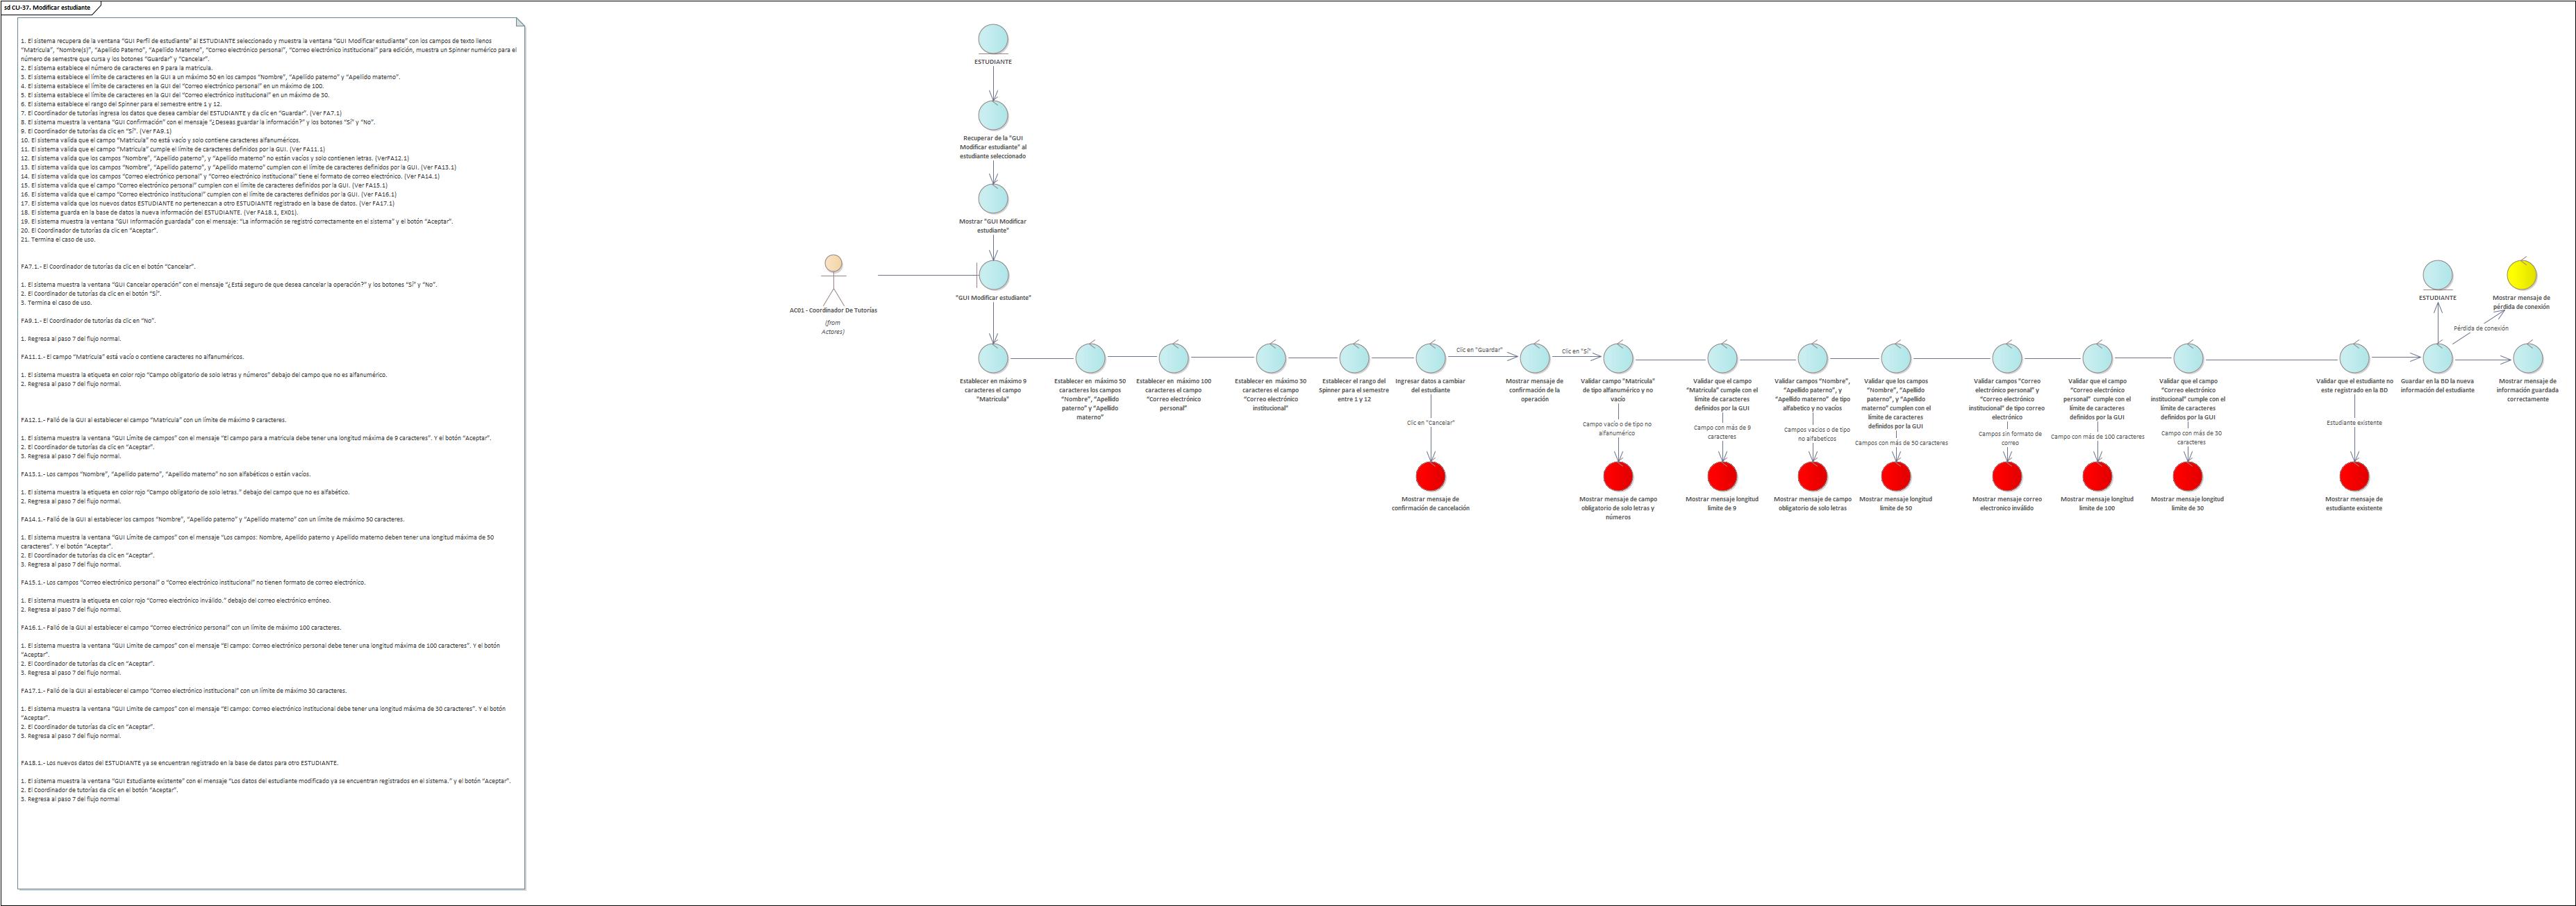 sd CU-37. Modificar estudiante
1. El sistema recupera de la ventana "GUI Perfil de estudiante" al ESTUDIANTE seleccionado y muestra la ventana "GUI Modificar estudiante" con los campos de texto llenos
"Matricula", "Nombre(s)", "Apellido Paterno", "Apellido Materno", "Correo electrónico personal", "Correo electrónico institucional" para edición, muestra un Spinner numérico para el
número de semestre que cursa y los botones "Guardar" y "Cancelar".
2. El sistema establece el número de caracteres en 9 para la matrícula.
3. El sistema establece el límite de caracteres en la GUI a un máximo 50 en los campos "Nombre", "Apellido paterno" y "Apellido materno".
4. El sistema establece el límite de caracteres en la GUI del "Correo electrónico personal" en un máximo de 100.
5. El sistema establece el límite de caracteres en la GUI del "Correo electrónico institucional" en un máximo de 30.
6. El sistema establece el rango del Spinner para el semestre entre 1 y 12.
7. El Coordinador de tutorías ingresa los datos que desea cambiar del ESTUDIANTE y da clic en "Guardar". (Ver FA7.1)
8. El sistema muestra la ventana "GUI Confirmación" con el mensaje "¿Deseas guardar la información?" y los botones "Sí" y "No".
9. El Coordinador de tutorías da clic en "Sí". (Ver FA9.1)
10. El sistema valida que el campo "Matrícula" no está vacío y solo contiene caracteres alfanuméricos.
11. El sistema valida que el campo "Matrícula" cumple el límite de caracteres definidos por la GUI. (Ver FA11.1)
12. El sistema valida que los campos "Nombre", "Apellido paterno", y "Apellido materno" no están vacíos y solo contienen letras. (VerFA12.1)
13. El sistema valida que los campos "Nombre", "Apellido paterno", y "Apellido materno" cumplen con el límite de caracteres definidos por la GUI. (Ver FA13.1)
14. El sistema valida que los campos "Correo electrónico personal" y "Correo electrónico institucional" tiene el formato de correo electrónico. (Ver FA14.1)
15. El sistema valida que el campo "Correo electrónico personal" cumplen con el límite de caracteres definidos por la GUI. (Ver FA15.1)
16. El sistema valida que el campo "Correo electrónico institucional" cumplen con el límite de caracteres definidos por la GUI. (Ver FA16.1)
17. El sistema valida que los nuevos datos ESTUDIANTE no pertenezcan a otro ESTUDIANTE registrado en la base de datos. (Ver FA17.1)
18. El sistema guarda en la base de datos la nueva información del ESTUDIANTE. (Ver FA18.1, EX01).
19. El sistema muestra la ventana "GUI Información guardada" con el mensaje: "La información se registró correctamente en el sistema" y el botón "Aceptar".
20. El Coordinador de tutorías da clic en "Aceptar".
21. Termina el caso de uso.
FA7.1.- El Coordinador de tutorías da clic en el botón "Cancelar".
1. El sistema muestra la ventana "GUI Cancelar operación" con el mensaje "¿Está seguro de que desea cancelar la operación?" y los botones "Sí" y "No".
2. El Coordinador de tutorías da clic en el botón "Sí".
3. Termina el caso de uso.
FA9.1.- El Coordinador de tutorías da clic en "No".
1. Regresa al paso 7 del flujo normal.
FA11.1.- El campo "Matrícula" está vacío o contiene caracteres no alfanuméricos.
1. El sistema muestra la etiqueta en color rojo "Campo obligatorio de solo letras y números" debajo del campo que no es alfanumérico.
2. Regresa al paso 7 del flujo normal.
FA12.1.- Falló de la GUI al establecer el campo "Matrícula" con un límite de máximo 9 caracteres.
1. El sistema muestra la ventana "GUI Límite de campos" con el mensaje "El campo para a matrícula debe tener una longitud máxima de 9 caracteres". Y el botón "Aceptar".
2. El Coordinador de tutorías da clic en "Aceptar".
3. Regresa al paso 7 del flujo normal.
FA13.1.- Los campos "Nombre", "Apellido paterno", "Apellido materno" no son alfabéticos o están vacíos.
1. El sistema muestra la etiqueta en color rojo "Campo obligatorio de solo letras." debajo del campo que no es alfabético.
2. Regresa al paso 7 del flujo normal.
FA14.1.- Falló de la GUI al establecer los campos "Nombre", "Apellido paterno" y "Apellido materno" con un límite de máximo 50 caracteres.
1. El sistema muestra la ventana "GUI Límite de campos" con el mensaje "Los campos: Nombre, Apellido paterno y Apellido materno deben tener una longitud máxima de 50
caracteres". Y el botón "Aceptar".
2. El Coordinador de tutorías da clic en "Aceptar".
3. Regresa al paso 7 del flujo normal.
FA15.1.- Los campos "Correo electrónico personal" o "Correo electrónico institucional" no tienen formato de correo electrónico.
1. El sistema muestra la etiqueta en color rojo "Correo electrónico inválido." debajo del correo electrónico erróneo.
2. Regresa al paso 7 del flujo normal.
FA16.1.- Falló de la GUI al establecer el campo "Correo electrónico personal" con un límite de máximo 100 caracteres.
1. El sistema muestra la ventana "GUI Límite de campos" con el mensaje "El campo: Correo electrónico personal debe tener una longitud máxima de 100 caracteres". Y el botón
"Aceptar".
2. El Coordinador de tutorías da clic en "Aceptar".
3. Regresa al paso 7 del flujo normal.
FA17.1.- Falló de la GUI al establecer el campo "Correo electrónico institucional" con un límite de máximo 30 caracteres.
1. El sistema muestra la ventana "GUI Límite de campos" con el mensaje "El campo: Correo electrónico institucional debe tener una longitud máxima de 30 caracteres". Y el botón
"Aceptar".
2. El Coordinador de tutorías da clic en "Aceptar".
3. Regresa al paso 7 del flujo normal.
FA18.1.- Los nuevos datos del ESTUDIANTE ya se encuentran registrado en la base de datos para otro ESTUDIANTE.
1. El sistema muestra la ventana "GUI Estudiante existente" con el mensaje "Los datos del estudiante modificado ya se encuentran registrados en el sistema." y el botón "Aceptar".
2. El Coordinador de tutorías da clic en el botón "Aceptar".
3. Regresa al paso 7 del flujo normal
ESTUDIANTE
Recuperar de la "GUI
Modificar estudiante" al
estudiante seleccionado
Mostrar "GUI Modificar
estudiante"
"GUI Modificar estudiante"
AC01 - Coordinador De Tutorías
(from
Actores)
Establecer en máximo 9
caracteres el campo
"Matricula"
Establecer en máximo 50
caracteres los campos
"Nombre", "Apellido
paterno" y "Apellido
materno"
Establecer en máximo 100
caracteres el campo
"Correo electrónico
personal"
Establecer en máximo 30
caracteres el campo
"Correo electrónico
institucional"
Establecer el rango del
Spinner para el semestre
entre 1 y 12
Ingresar datos a cambiar
del estudiante
Clic en "Cancelar"
Mostrar mensaje de
confirmación de cancelación
Clic en "Guardar"
Mostrar mensaje de
confirmación de la
operación
Clic en "Sí"
Validar campo "Matricula"
de tipo alfanumérico y no
vacío
Campo vacío o de tipo no
alfanumérico
Mostrar mensaje de campo
obligatorio de solo letras y
números
Validar que el campo
"Matricula" cumple con el
límite de caracteres
definidos por la GUI
Campo con más de 9
caracteres
Mostrar mensaje longitud
limite de 9
Validar campos "Nombre",
"Apellido paterno", y
"Apellido materno" de tipo
alfabetico y no vacíos
Campos vacíos o de tipo
no alfabeticos
Mostrar mensaje de campo
obligatorio de solo letras
Validar que los campos
"Nombre", "Apellido
paterno", y "Apellido
materno" cumplen con el
límite de caracteres
definidos por la GUI
Campos con más de 50 caracteres
Mostrar mensaje longitud
limite de 50
Validar campos "Correo
electrónico personal" y
"Correo electrónico
institucional" de tipo correo
electrónico
Campos sin formato de
correo
Mostrar mensaje correo
electronico inválido
Validar que el campo
"Correo electrónico
personal" cumple con el
límite de caracteres
definidos por la GUI
Campo con más de 100 caracteres
Mostrar mensaje longitud
limite de 100
Validar que el campo
"Correo electrónico
institucional" cumple con el
límite de caracteres
definidos por la GUI
Campo con más de 30
caracteres
Mostrar mensaje longitud
limite de 30
Validar que el estudiante no
este registrado en la BD
Estudiante existente
Mostrar mensaje de
estudiante existente
Guardar en la BD la nueva
información del estudiante
ESTUDIANTE
Pérdida de conexión
Mostrar mensaje de
pérdida de conexión
Mostrar mensaje de
información guardada
correctamente